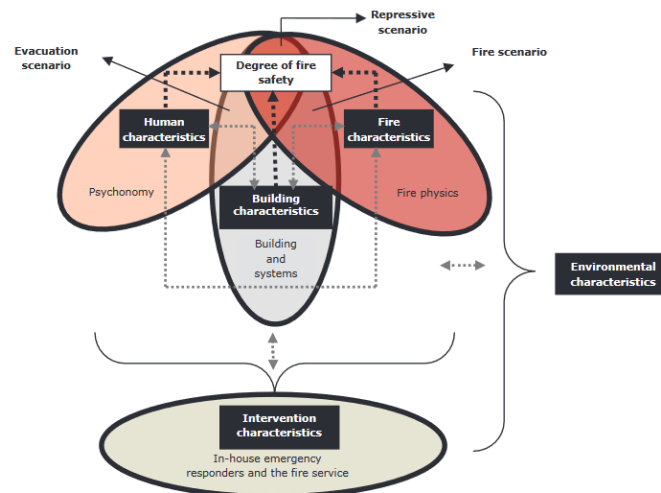 Repressive
scenario
Evacuation
scenario
Fire scenario
Degree of fire
safety
Human
characteristics
Fire
characteristics
Psychonomy
Fire physics
Building
characteristics
Building
and
systems
Environmental
characteristics
Intervention
characteristics
In-house emergency
responders and the fire service